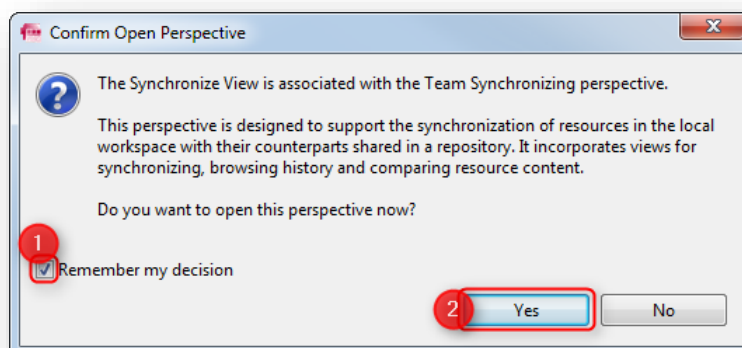 Confirm Open Perspective
The Synchronize View is associated with the Team Synchronizing perspective.
This perspective is designed to support the synchronization of resources in the local
workspace with their counterparts shared in a repository. It incorporates views for
synchronizing, browsing history and comparing resource content.
Do you want to open this perspective now?
1
Remember my decision
2 Yes No